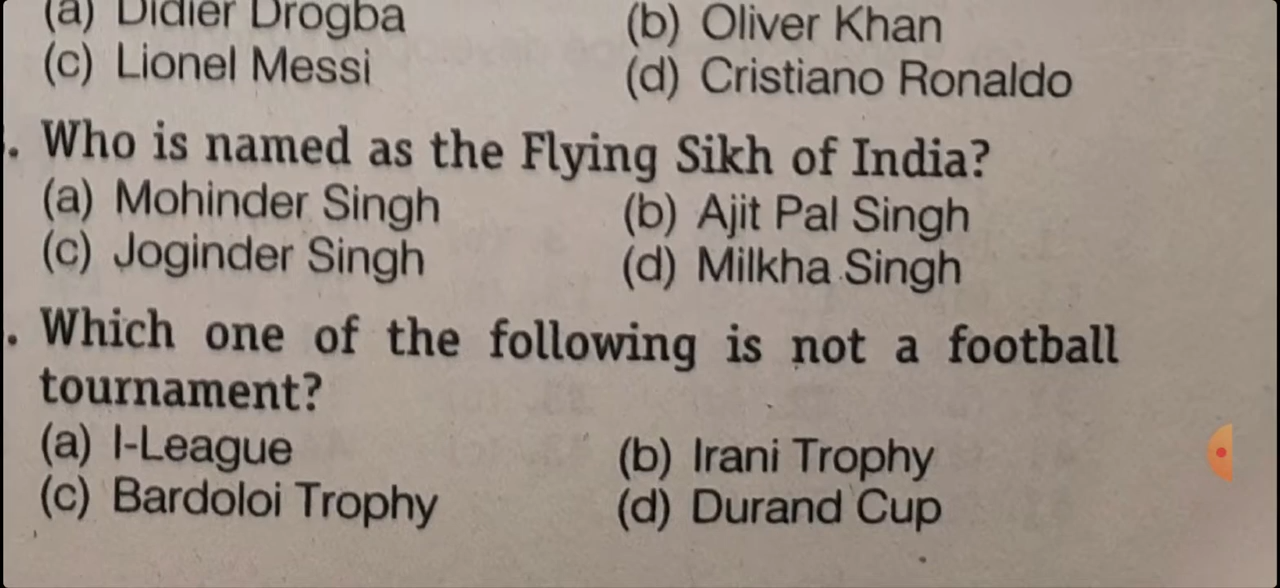 (a) Didier Drogba (b) Oliver Khan
(c) Lionel Messi (d) Cristiano Ronaldo
. Who is named as the Flying Sikh of India?
(a) Mohinder Singh (b) Ajit Pal Singh
(c) Joginder Singh (d) Milkha Singh
. Which one of the following is not a football
tournament?
(a) I-League (b) Irani Trophy
(c) Bardoloi Trophy (d) Durand Cup